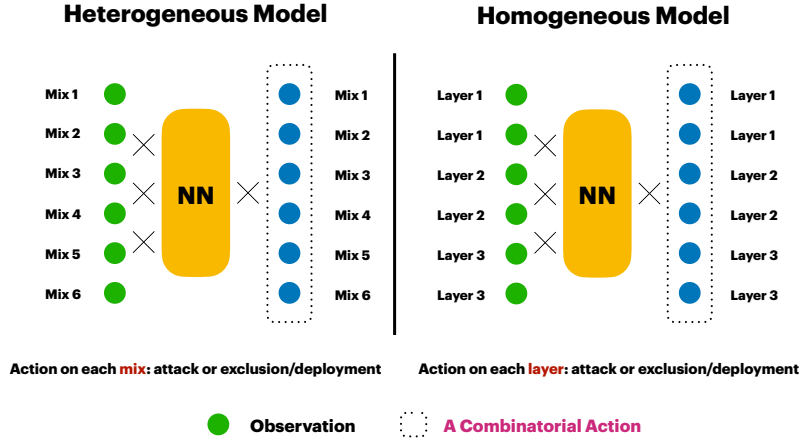 Heterogeneous Model
Mix 1
Mix 2
Mix 3
Mix 4
Mix 5
Mix 6
NN
Mix 1
Mix 2
Mix 3
Mix 4
Mix 5
Mix 6
Action on each mix: attack or exclusion/deployment
Homogeneous Model
Layer 1
Layer 1
Layer 2
Layer 2
Layer 3
Layer 3
NN
Layer 1
Layer 1
Layer 2
Layer 2
Layer 3
Layer 3
Action on each layer: attack or exclusion/deployment
Observation
A Combinatorial Action